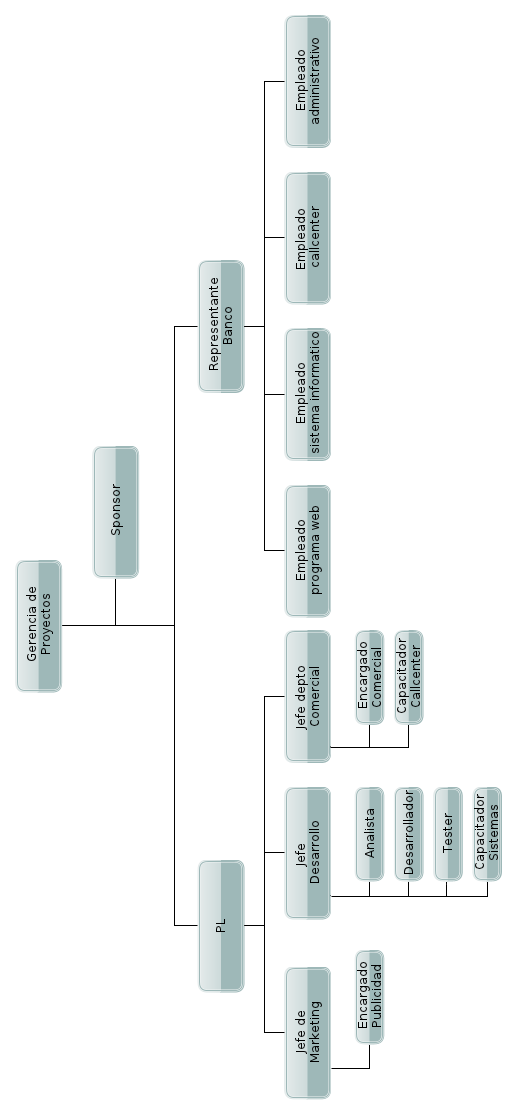 Gerencia de
Proyectos
Sponsor
PL
Representante
Banco
Jefe de
Marketing
Jefe
Desarrollo
Jefe depto
Comercial
Empleado
programa web
Empleado
sistema informatico
Empleado
callcenter
Empleado
administrativo
Encargado
Publicidad
Analista
Desarrollador
Tester
Capacitador
Sistemas
Encargado
Comercial
Capacitador
Callcenter